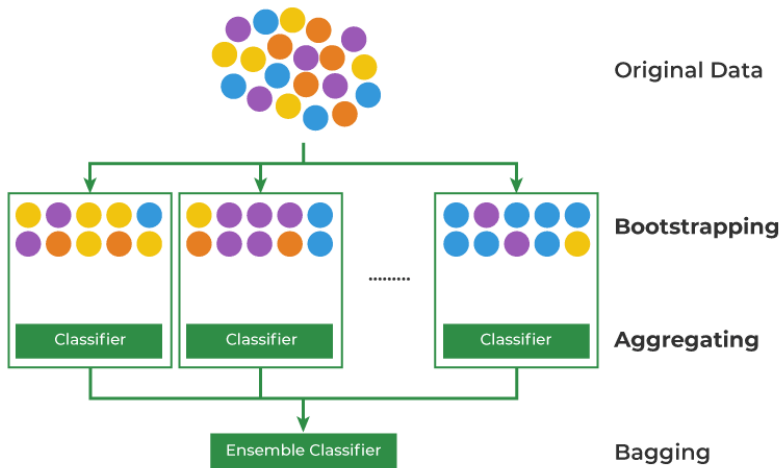 Original Data
Bootstrapping
.........
Classifier
Classifier
Classifier
Aggregating
Ensemble Classifier
Bagging